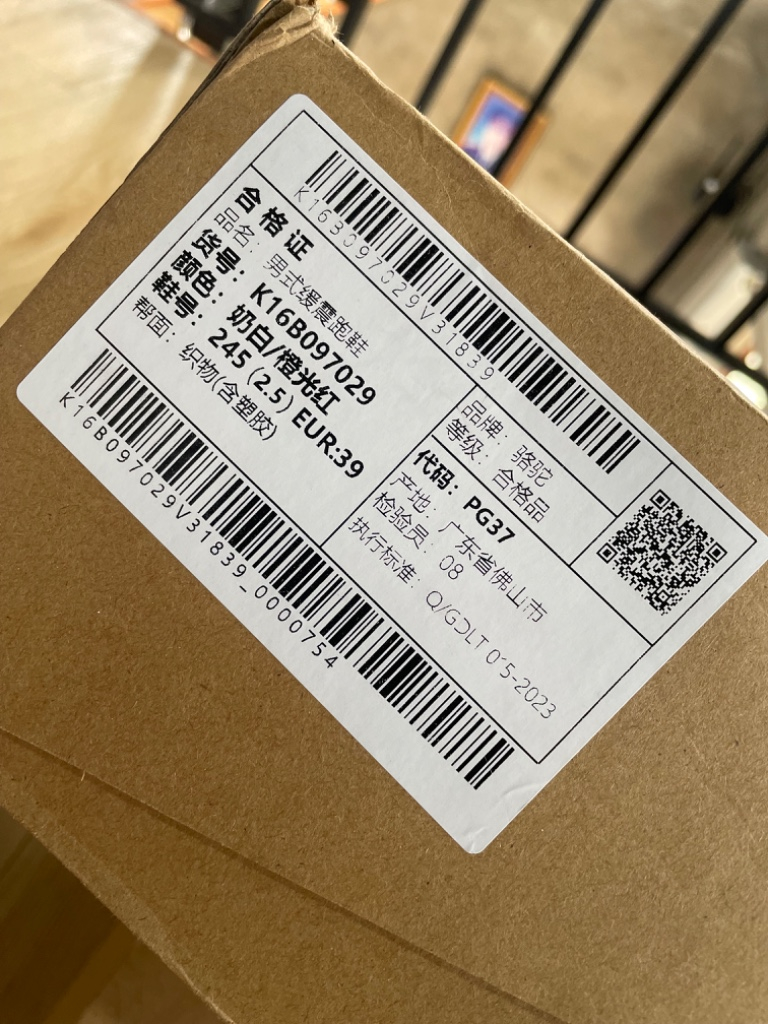 K16B097029V31839
合格证
品名：男式缓震跑鞋
货号：K16B097029
颜色：奶白/橙光红
鞋号：245（2.5）EUR:39
帮面：织物(含塑胶)
品牌：骆驼
等级：合格品
代码：PG37
产地：广东省佛山市
检验员：08
执行标准：Q/GDLT 015-2023
K16B097029V31839_0000754